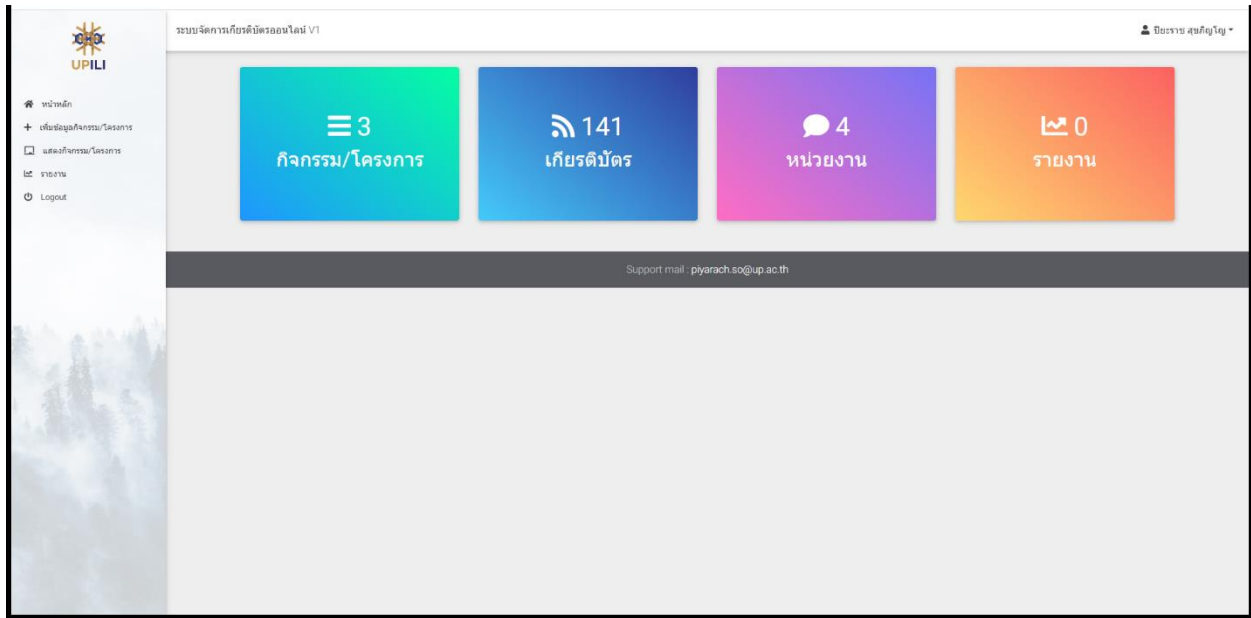 ระบบจัดการเกียรติบัตรออนไลน์ V1
ปิยะราช สุขภิญโญ
UPILI
หน้าหลัก
เพิ่มข้อมูลกิจกรรม/โครงการ
แสดงกิจกรรม/โครงการ
รายงาน
Logout
3
กิจกรรม/โครงการ
141
เกียรติบัตร
4
หน่วยงาน
0
รายงาน
Support mail : piyarach.so@up.ac.th